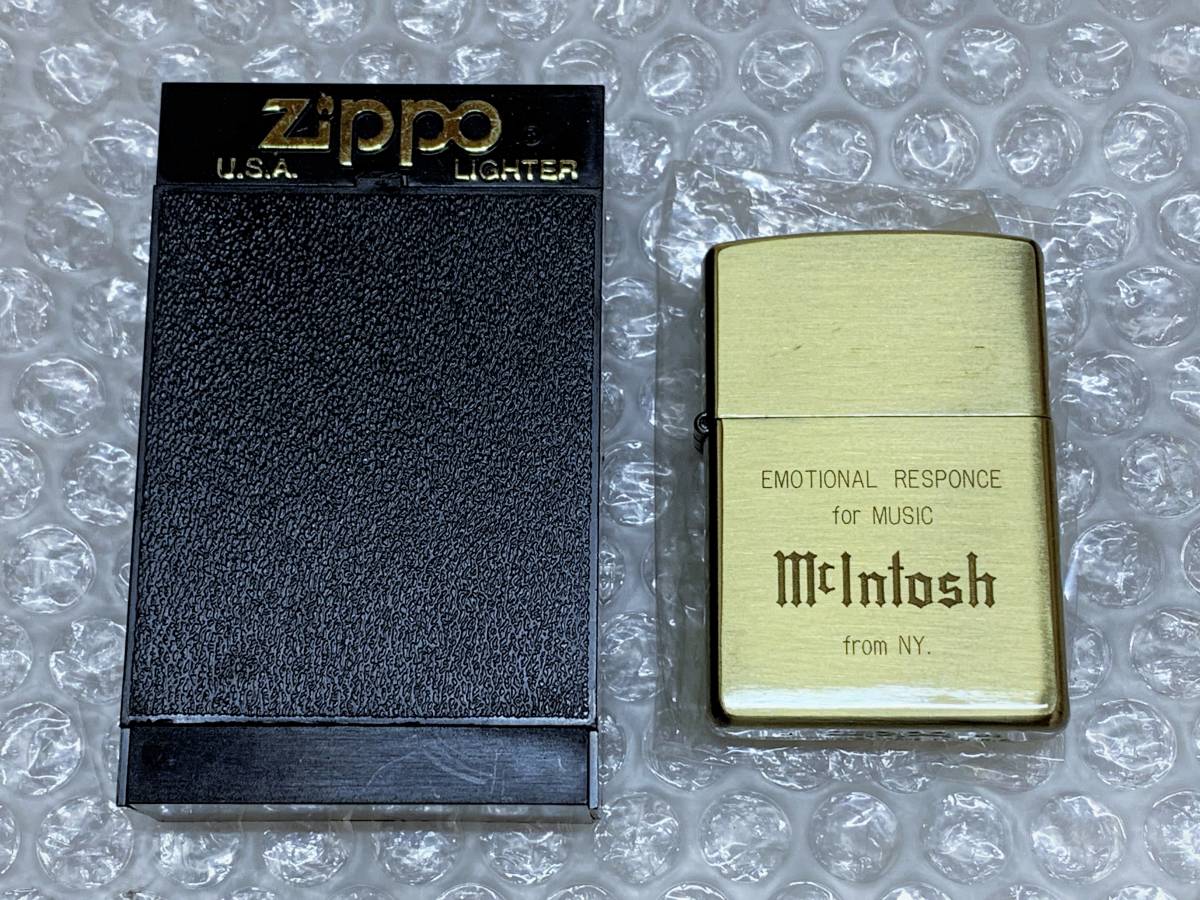 Zippo
U.S.A. LIGHTER
EMOTIONAL RESPONCE
for MUSIC
McIntosh
from NY.